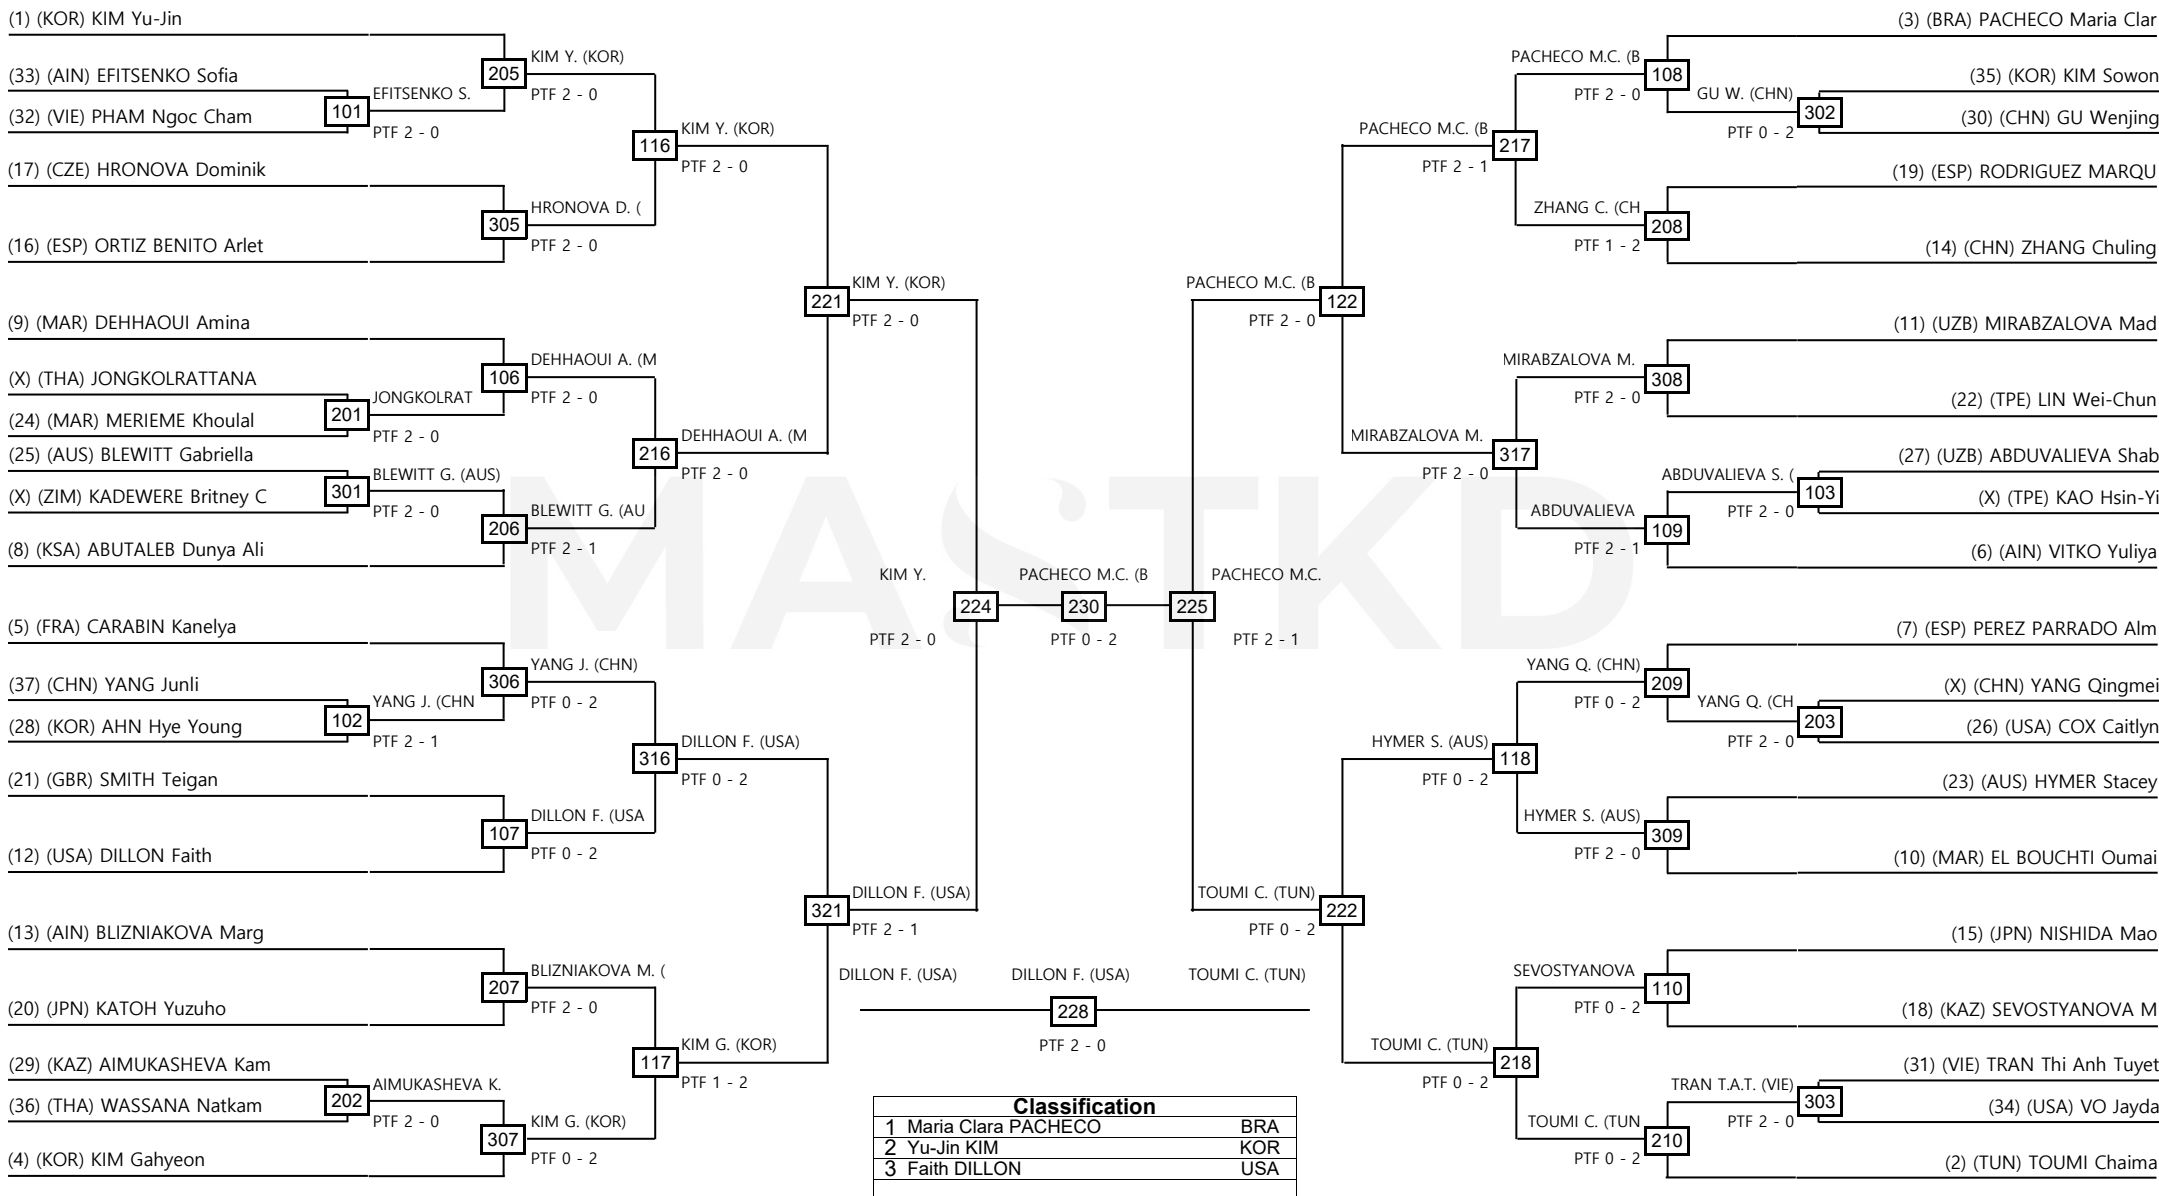 (1) (KOR) KIM Yu-Jin
(33) (AIN) EFITSENKO Sofia
(32) (VIE) PHAM Ngoc Cham
(17) (CZE) HRONOVA Dominik
(16) (ESP) ORTIZ BENITO Arlet
(9) (MAR) DEHHAOUI Amina
(X) (THA) JONGKOLRATTANA
(24) (MAR) MERIEME Khoulal
(25) (AUS) BLEWITT Gabriella
(X) (ZIM) KADEWERE Britney C
(8) (KSA) ABUTALEB Dunya Ali
(5) (FRA) CARABIN Kanelya
(37) (CHN) YANG Junli
(28) (KOR) AHN Hye Young
(21) (GBR) SMITH Teigan
(12) (USA) DILLON Faith
(13) (AIN) BLIZNIAKOVA Marg
(20) (JPN) KATOH Yuzuho
(29) (KAZ) AIMUKASHEVA Kam
(36) (THA) WASSANA Natkam
(4) (KOR) KIM Gahyeon
EFITSENKO S.
101
PTF 2 - 0
JONGKOLRAT
201
PTF 2 - 0
BLEWITT G. (AUS)
301
PTF 2 - 0
YANG J. (CHN
102
PTF 2 - 1
AIMUKASHEVA K.
202
PTF 2 - 0
KIM Y. (KOR)
205
PTF 2 - 0
HRONOVA D. (
305
PTF 2 - 0
DEHHAOUI A. (M
106
PTF 2 - 0
BLEWITT G. (AU
206
PTF 2 - 1
YANG J. (CHN)
306
PTF 0 - 2
DILLON F. (USA
107
PTF 0 - 2
BLIZNIAKOVA M. (
207
PTF 2 - 0
KIM G. (KOR)
307
PTF 0 - 2
KIM Y. (KOR)
116
PTF 2 - 0
DEHHAOUI A. (M
216
PTF 2 - 0
DILLON F. (USA)
316
PTF 0 - 2
KIM G. (KOR)
117
PTF 1 - 2
KIM Y. (KOR)
221
PTF 2 - 0
DILLON F. (USA)
321
PTF 2 - 1
MASTKD
KIM Y.
224
PTF 2 - 0
PACHECO M.C. (B
230
PTF 0 - 2
PACHECO M.C.
225
PTF 2 - 1
DILLON F. (USA)
DILLON F. (USA)
TOUMI C. (TUN)
228
PTF 2 - 0
Classification
1 Maria Clara PACHECO BRA
2 Yu-Jin KIM KOR
3 Faith DILLON USA
PACHECO M.C. (B
122
PTF 2 - 0
TOUMI C. (TUN)
222
PTF 0 - 2
PACHECO M.C. (B
217
PTF 2 - 1
MIRABZALOVA M.
317
PTF 2 - 0
HYMER S. (AUS)
118
PTF 0 - 2
TOUMI C. (TUN)
218
PTF 0 - 2
PACHECO M.C. (B
108
PTF 2 - 0
ZHANG C. (CH
208
PTF 1 - 2
MIRABZALOVA M.
308
PTF 2 - 0
ABDUVALIEVA
109
PTF 2 - 1
YANG Q. (CHN)
209
PTF 0 - 2
HYMER S. (AUS)
309
PTF 2 - 0
SEVOSTYANOVA
110
PTF 0 - 2
TOUMI C. (TUN
210
PTF 0 - 2
GU W. (CHN)
302
PTF 0 - 2
ABDUVALIEVA S. (
103
PTF 2 - 0
YANG Q. (CH
203
PTF 2 - 0
TRAN T.A.T. (VIE)
303
PTF 2 - 0
(3) (BRA) PACHECO Maria Clar
(35) (KOR) KIM Sowon
(30) (CHN) GU Wenjing
(19) (ESP) RODRIGUEZ MARQU
(14) (CHN) ZHANG Chuling
(11) (UZB) MIRABZALOVA Mad
(22) (TPE) LIN Wei-Chun
(27) (UZB) ABDUVALIEVA Shab
(X) (TPE) KAO Hsin-Yi
(6) (AIN) VITKO Yuliya
(7) (ESP) PEREZ PARRADO Alm
(X) (CHN) YANG Qingmei
(26) (USA) COX Caitlyn
(23) (AUS) HYMER Stacey
(10) (MAR) EL BOUCHTI Oumai
(15) (JPN) NISHIDA Mao
(18) (KAZ) SEVOSTYANOVA M
(31) (VIE) TRAN Thi Anh Tuyet
(34) (USA) VO Jayda
(2) (TUN) TOUMI Chaima